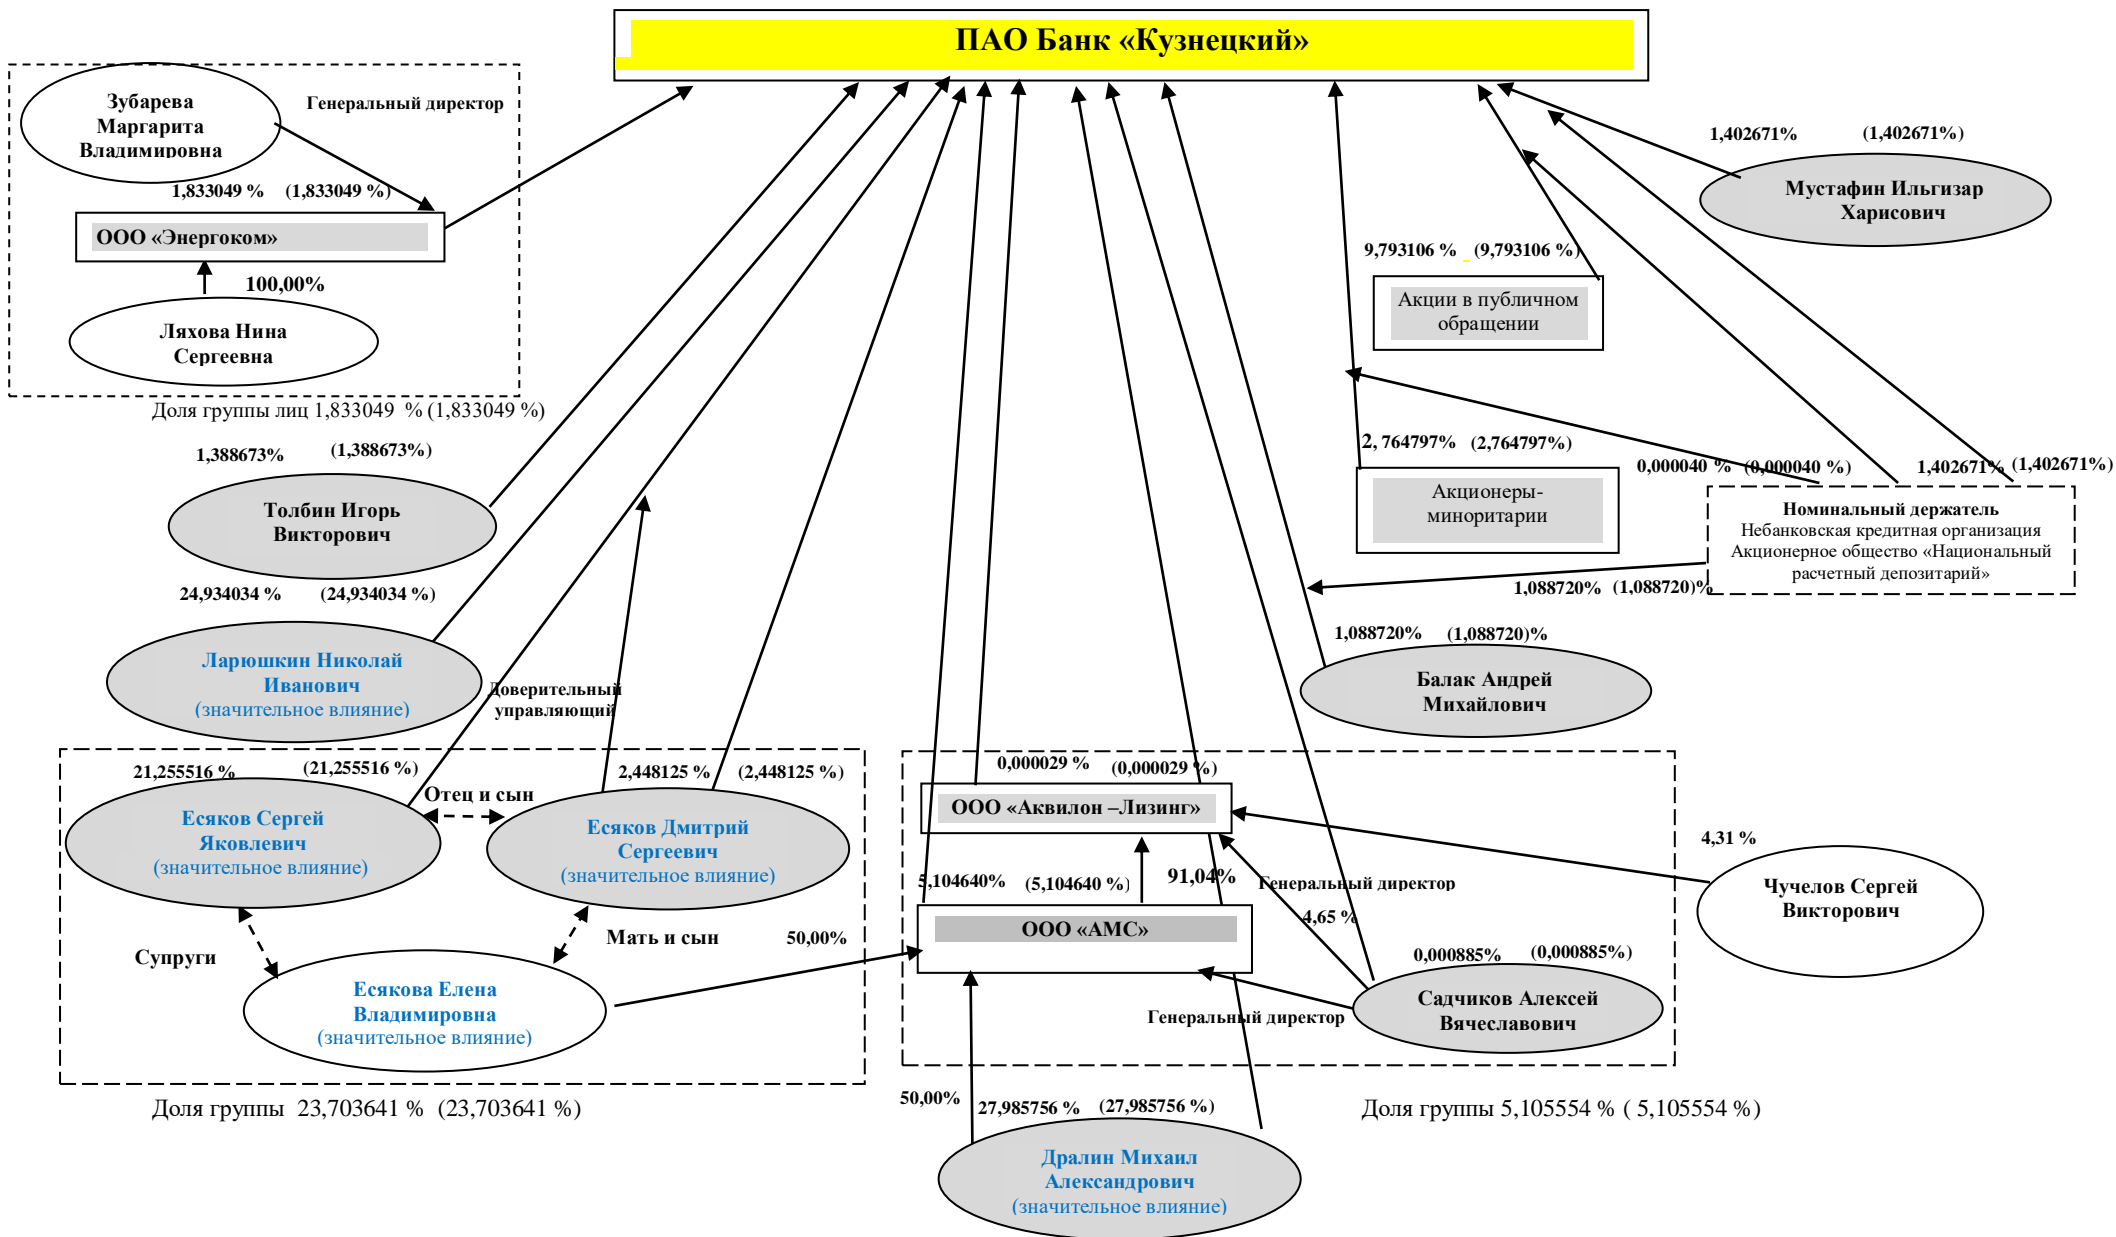 ПАО Банк «Кузнецкий»
Зубарева
Маргарита
Владимировна
Генеральный директор
1,833049 % (1,833049 %)
ООО «Энергоком»
100,00%
Ляхова Нина
Сергеевна
Доля группы лиц 1,833049 % (1,833049 %)
1,402671% (1,402671%)
Мустафин Ильгизар
Харисович
9,793106 % (9,793106 %)
Акции в публичном
обращении
2, 764797% (2,764797%)
Акционеры-
миноритарии
0,000040 % (0,000040 %)
1,402671% (1,402671%)
Номинальный держатель
Небанковская кредитная организация
Акционерное общество «Национальный
расчетный депозитарий»
1,088720% (1,088720)%
1,088720% (1,088720)%
Балак Андрей
Михайлович
1,388673% (1,388673%)
Толбин Игорь
Викторович
24,934034 % (24,934034 %)
Ларюшкин Николай
Иванович
(значительное влияние)
Доверительный
управляющий
21,255516 % (21,255516 %)
Есяков Сергей
Яковлевич
(значительное влияние)
Отец и сын
2,448125 % (2,448125 %)
Есяков Дмитрий
Сергеевич
(значительное влияние)
Супруги
Мать и сын
50,00%
Есякова Елена
Владимировна
(значительное влияние)
Доля группы 23,703641 % (23,703641 %)
0,000029 % (0,000029 %)
ООО «Аквилон –Лизинг»
5,104640% (5,104640 %)
91,04%
Генеральный директор
4,65 %
ООО «АМС»
0,000885% (0,000885%)
Садчиков Алексей
Вячеславович
Генеральный директор
4,31 %
Чучелов Сергей
Викторович
50,00%
27,985756 % (27,985756 %)
Дралин Михаил
Александрович
(значительное влияние)
Доля группы 5,105554 % ( 5,105554 %)